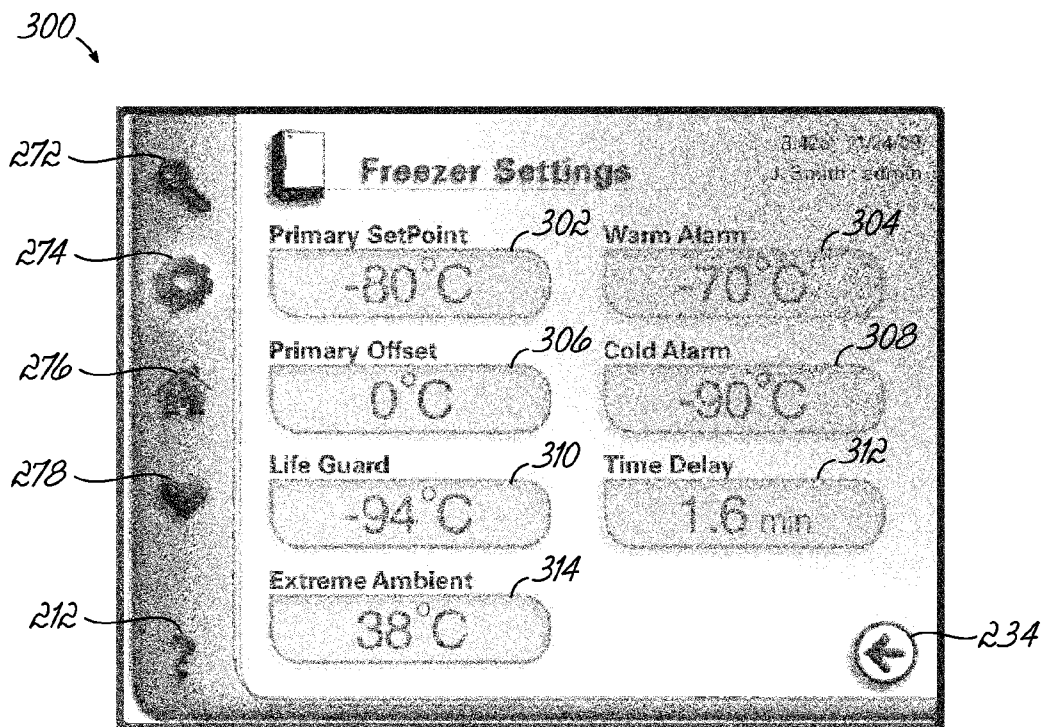 300
272
274
276
278
212
Freezer Settings
Primary SetPoint
302
-80°C
Warm Alarm
304
-70°C
Primary Offset
306
0°C
Cold Alarm
308
-90°C
Life Guard
310
-94°C
Time Delay
312
1.6 min
Extreme Ambient
314
38°C
234